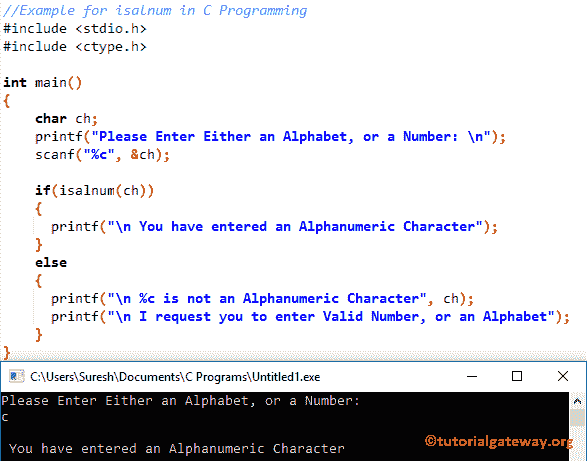 //Example for isalnum in C Programming
#include <stdio.h>
#include <ctype.h>
int main()
{
char ch;
printf("Please Enter Either an Alphabet, or a Number: \n");
scanf("%c", &ch);
if(isalnum(ch))
{
printf("\n You have entered an Alphanumeric Character");
}
else
{
printf("\n %c is not an Alphanumeric Character", ch);
printf("\n I request you to enter Valid Number, or an Alphabet");
}
}
C:\Users\Suresh\Documents\C Programs\Untitled1.exe
Please Enter Either an Alphabet, or a Number:
c
You have entered an Alphanumeric Character
©tutorialgateway.org